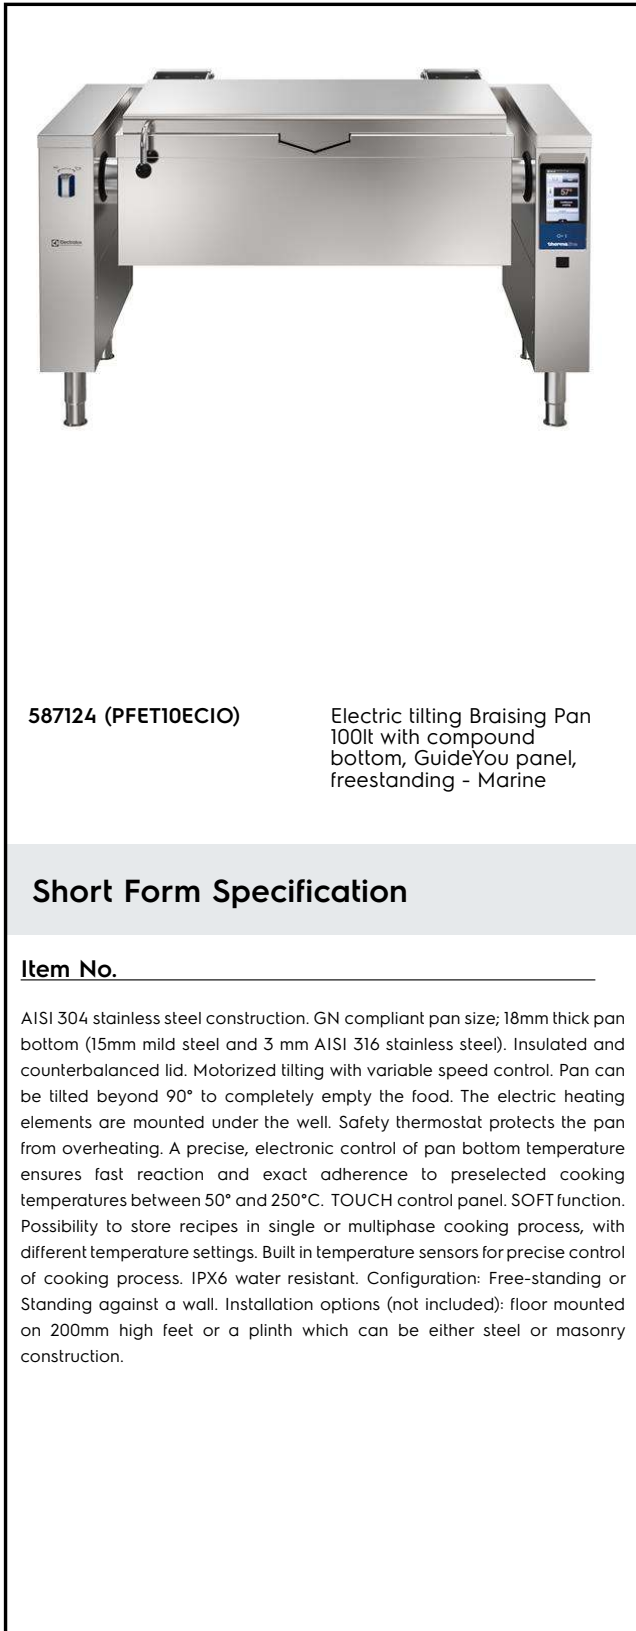 57°
Electrolux
thermaline
587124 (PFET10ECIO)
Electric tilting Braising Pan
100lt with compound
bottom, GuideYou panel,
freestanding - Marine
Short Form Specification
Item No.
AISI 304 stainless steel construction. GN compliant pan size; 18mm thick pan
bottom (15mm mild steel and 3 mm AISI 316 stainless steel). Insulated and
counterbalanced lid. Motorized tilting with variable speed control. Pan can
be tilted beyond 90° to completely empty the food. The electric heating
elements are mounted under the well. Safety thermostat protects the pan
from overheating. A precise, electronic control of pan bottom temperature
ensures fast reaction and exact adherence to preselected cooking
temperatures between 50° and 250°C. TOUCH control panel. SOFT function.
Possibility to store recipes in single or multiphase cooking process, with
different temperature settings. Built in temperature sensors for precise control
of cooking process. IPX6 water resistant. Configuration: Free-standing or
Standing against a wall. Installation options (not included): floor mounted
on 200mm high feet or a plinth which can be either steel or masonry
construction.